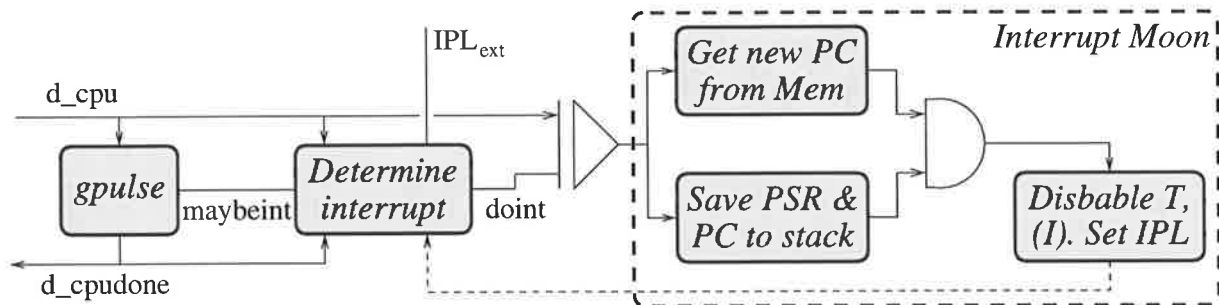 IPL_ext
Interrupt Moon
Get new PC
from Mem
d_cpu
gpulse
maybeint
Determine
interrupt
doint
Save PSR &
PC to stack
Disbable T,
(I). Set IPL
d_cpudone